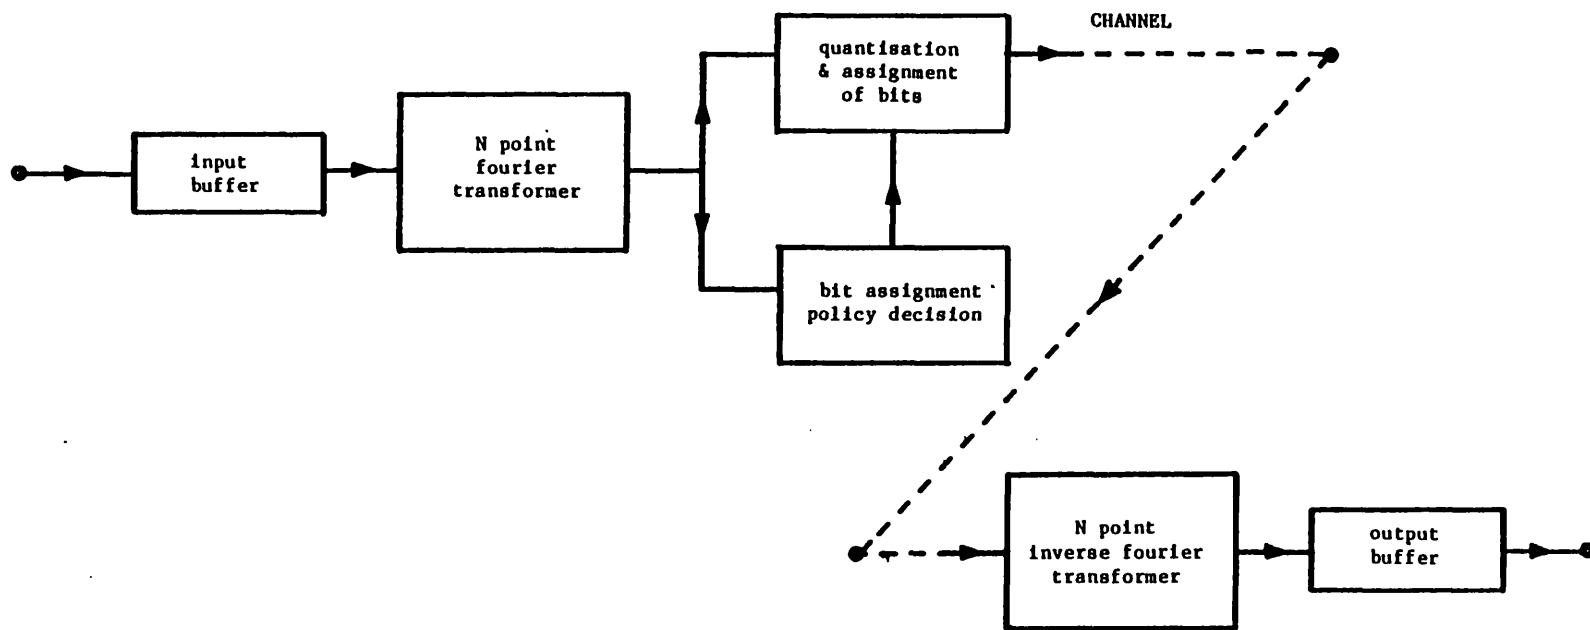 CHANNEL
quantisation
& assignment
of bits
N point
fourier
transformer
input
buffer
bit assignment
policy decision
N point
inverse fourier
transformer
output
buffer